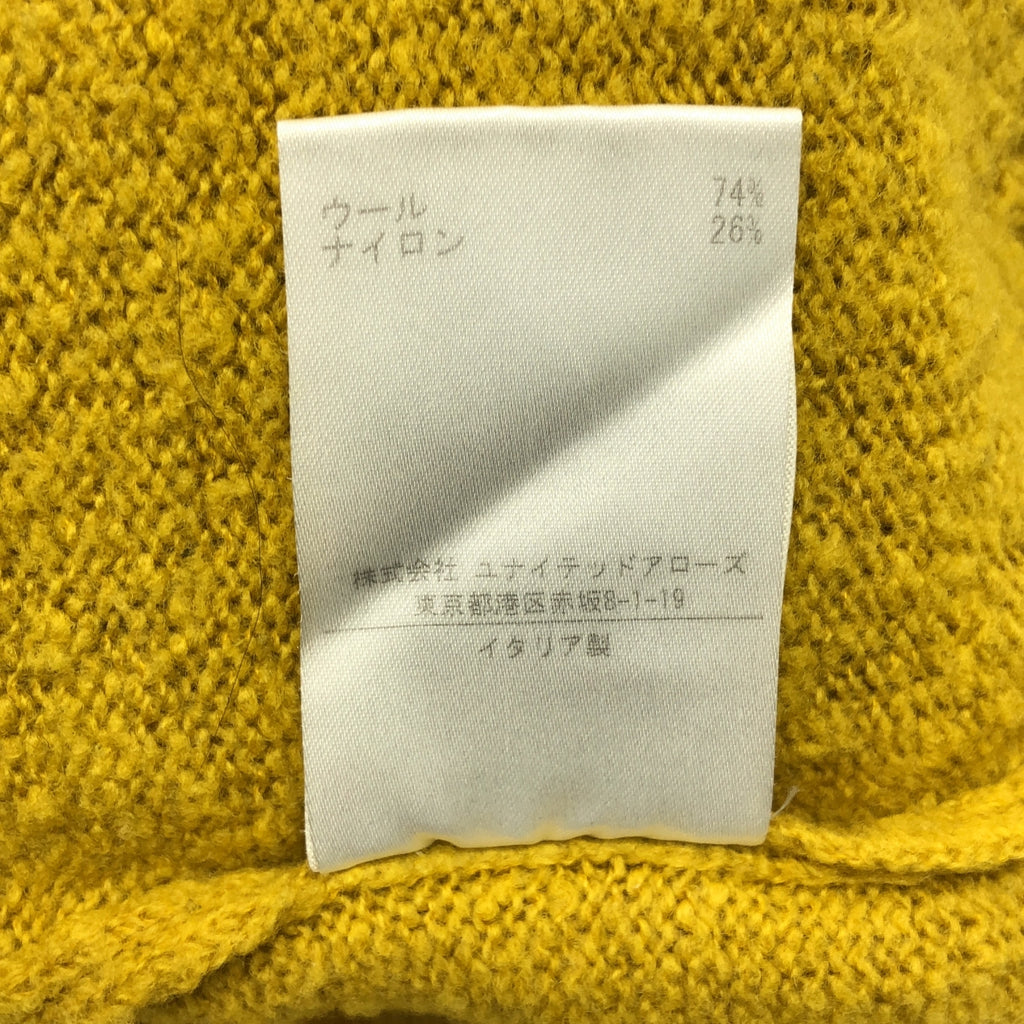 ウール 74%
ナイロン 26%
株式会社 ユナイテッドアローズ
東京都港区赤坂8-1-19
イタリア製